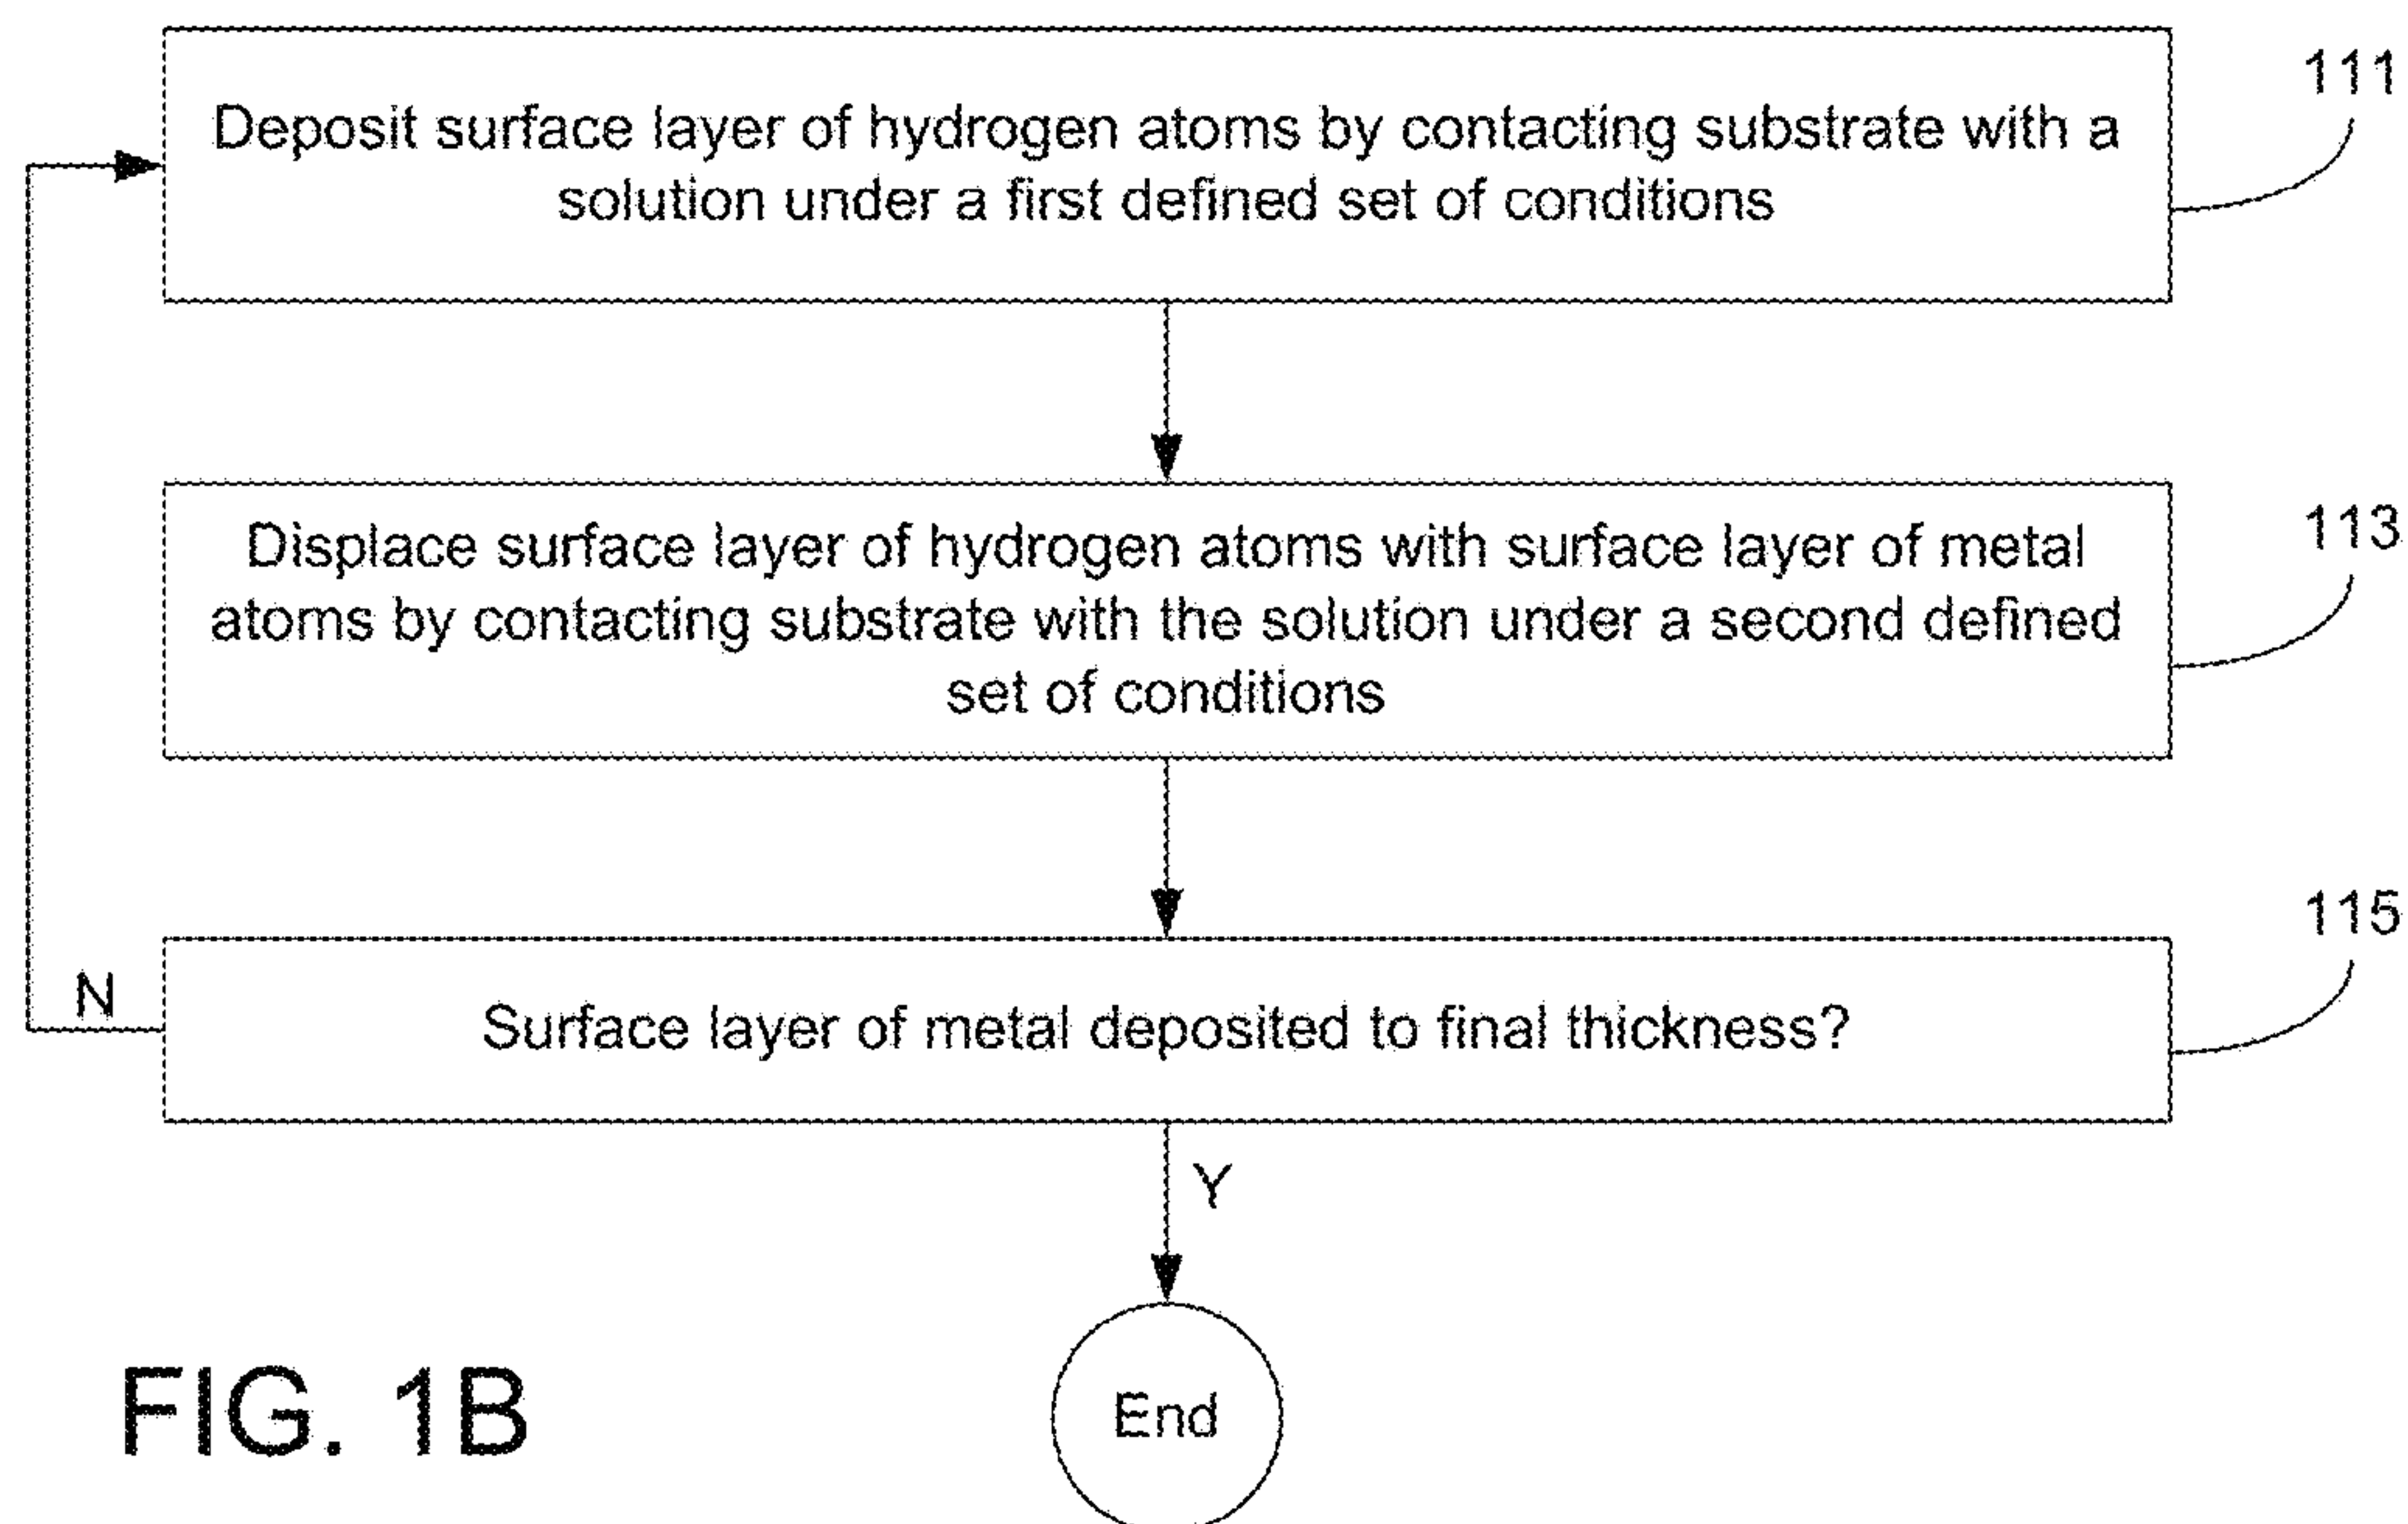 111
Deposit surface layer of hydrogen atoms by contacting substrate with a
solution under a first defined set of conditions
113
Displace surface layer of hydrogen atoms with surface layer of metal
atoms by contacting substrate with the solution under a second defined
set of conditions
115
N
Surface layer of metal deposited to final thickness?
Y
End
FIG. 1B